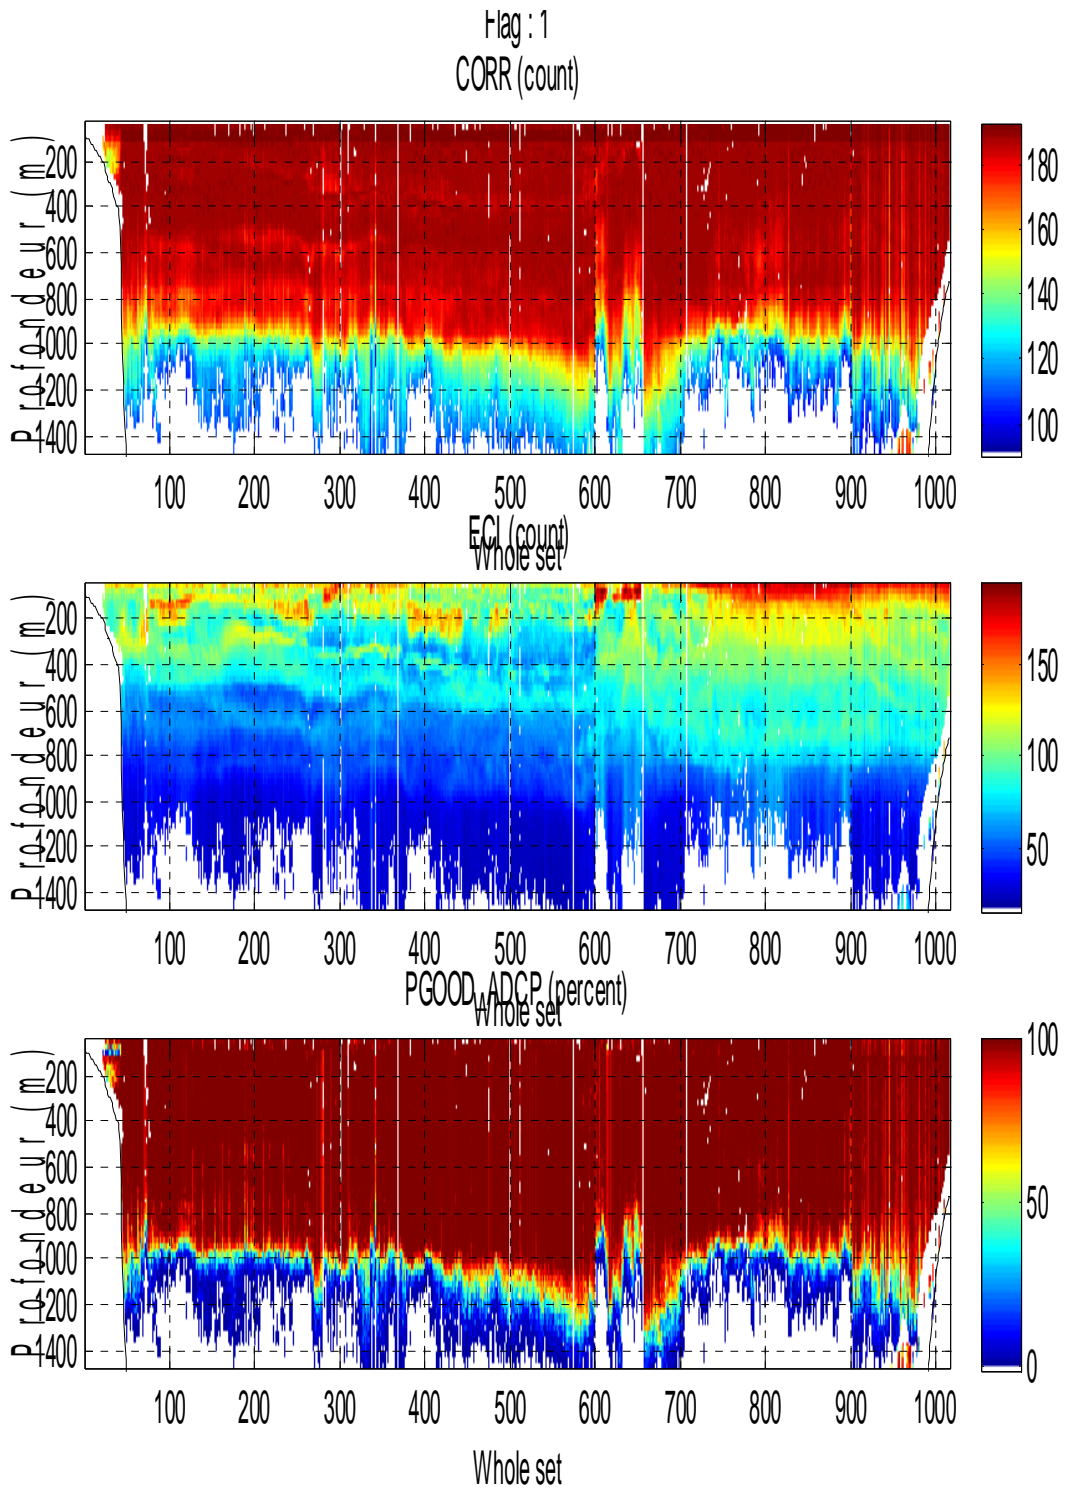 Flag : 1
CORR (count)
Profondeur (m)
200
400
600
800
1000
1200
1400
100 200 300 400 500 600 700 800 900 1000
180
160
140
120
100
Whole set
ECI (count)
Profondeur (m)
200
400
600
800
1000
1200
1400
100 200 300 400 500 600 700 800 900 1000
150
100
50
Whole set
PGOOD_ADCP (percent)
Profondeur (m)
200
400
600
800
1000
1200
1400
100 200 300 400 500 600 700 800 900 1000
100
50
0
Whole set